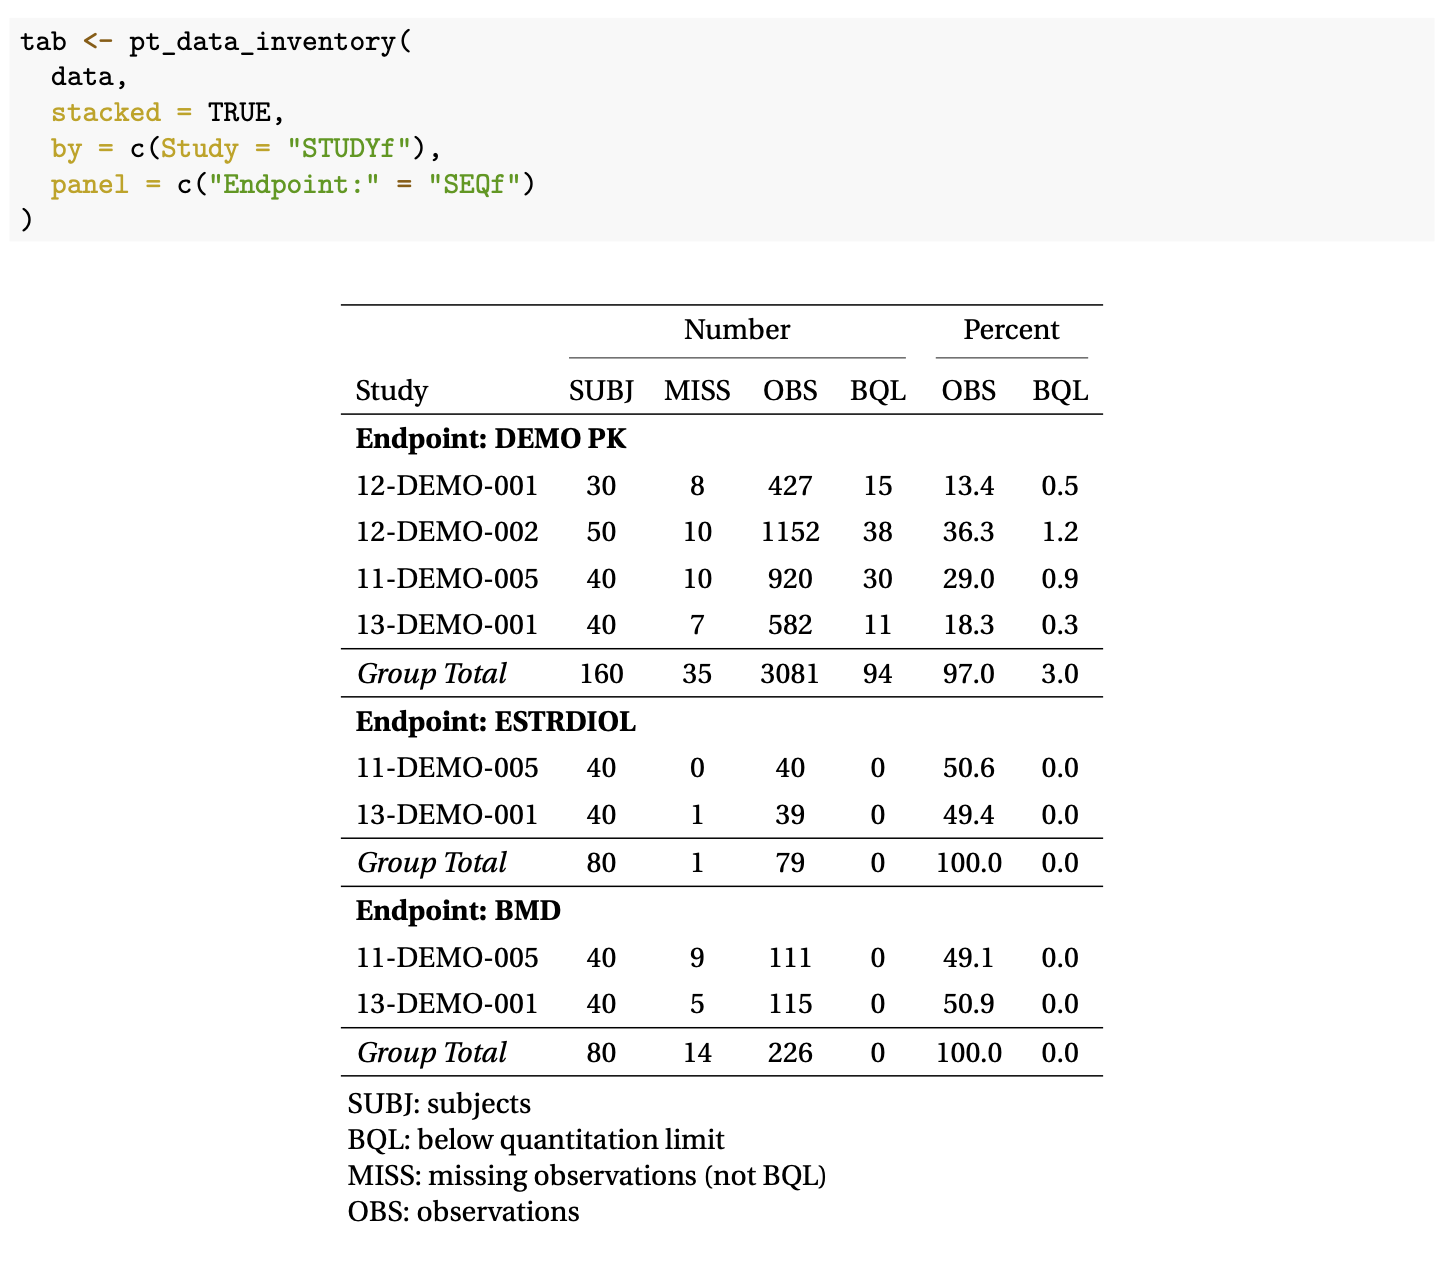 tab <- pt_data_inventory(
  data,
  stacked = TRUE,
  by = c(Study = "STUDYf"),
  panel = c("Endpoint:" = "SEQf")
)
Number Percent
Study SUBJ MISS OBS BQL OBS BQL
Endpoint: DEMO PK
12-DEMO-001 30 8 427 15 13.4 0.5
12-DEMO-002 50 10 1152 38 36.3 1.2
11-DEMO-005 40 10 920 30 29.0 0.9
13-DEMO-001 40 7 582 11 18.3 0.3
Group Total 160 35 3081 94 97.0 3.0
Endpoint: ESTRDIOL
11-DEMO-005 40 0 40 0 50.6 0.0
13-DEMO-001 40 1 39 0 49.4 0.0
Group Total 80 1 79 0 100.0 0.0
Endpoint: BMD
11-DEMO-005 40 9 111 0 49.1 0.0
13-DEMO-001 40 5 115 0 50.9 0.0
Group Total 80 14 226 0 100.0 0.0
SUBJ: subjects
BQL: below quantitation limit
MISS: missing observations (not BQL)
OBS: observations